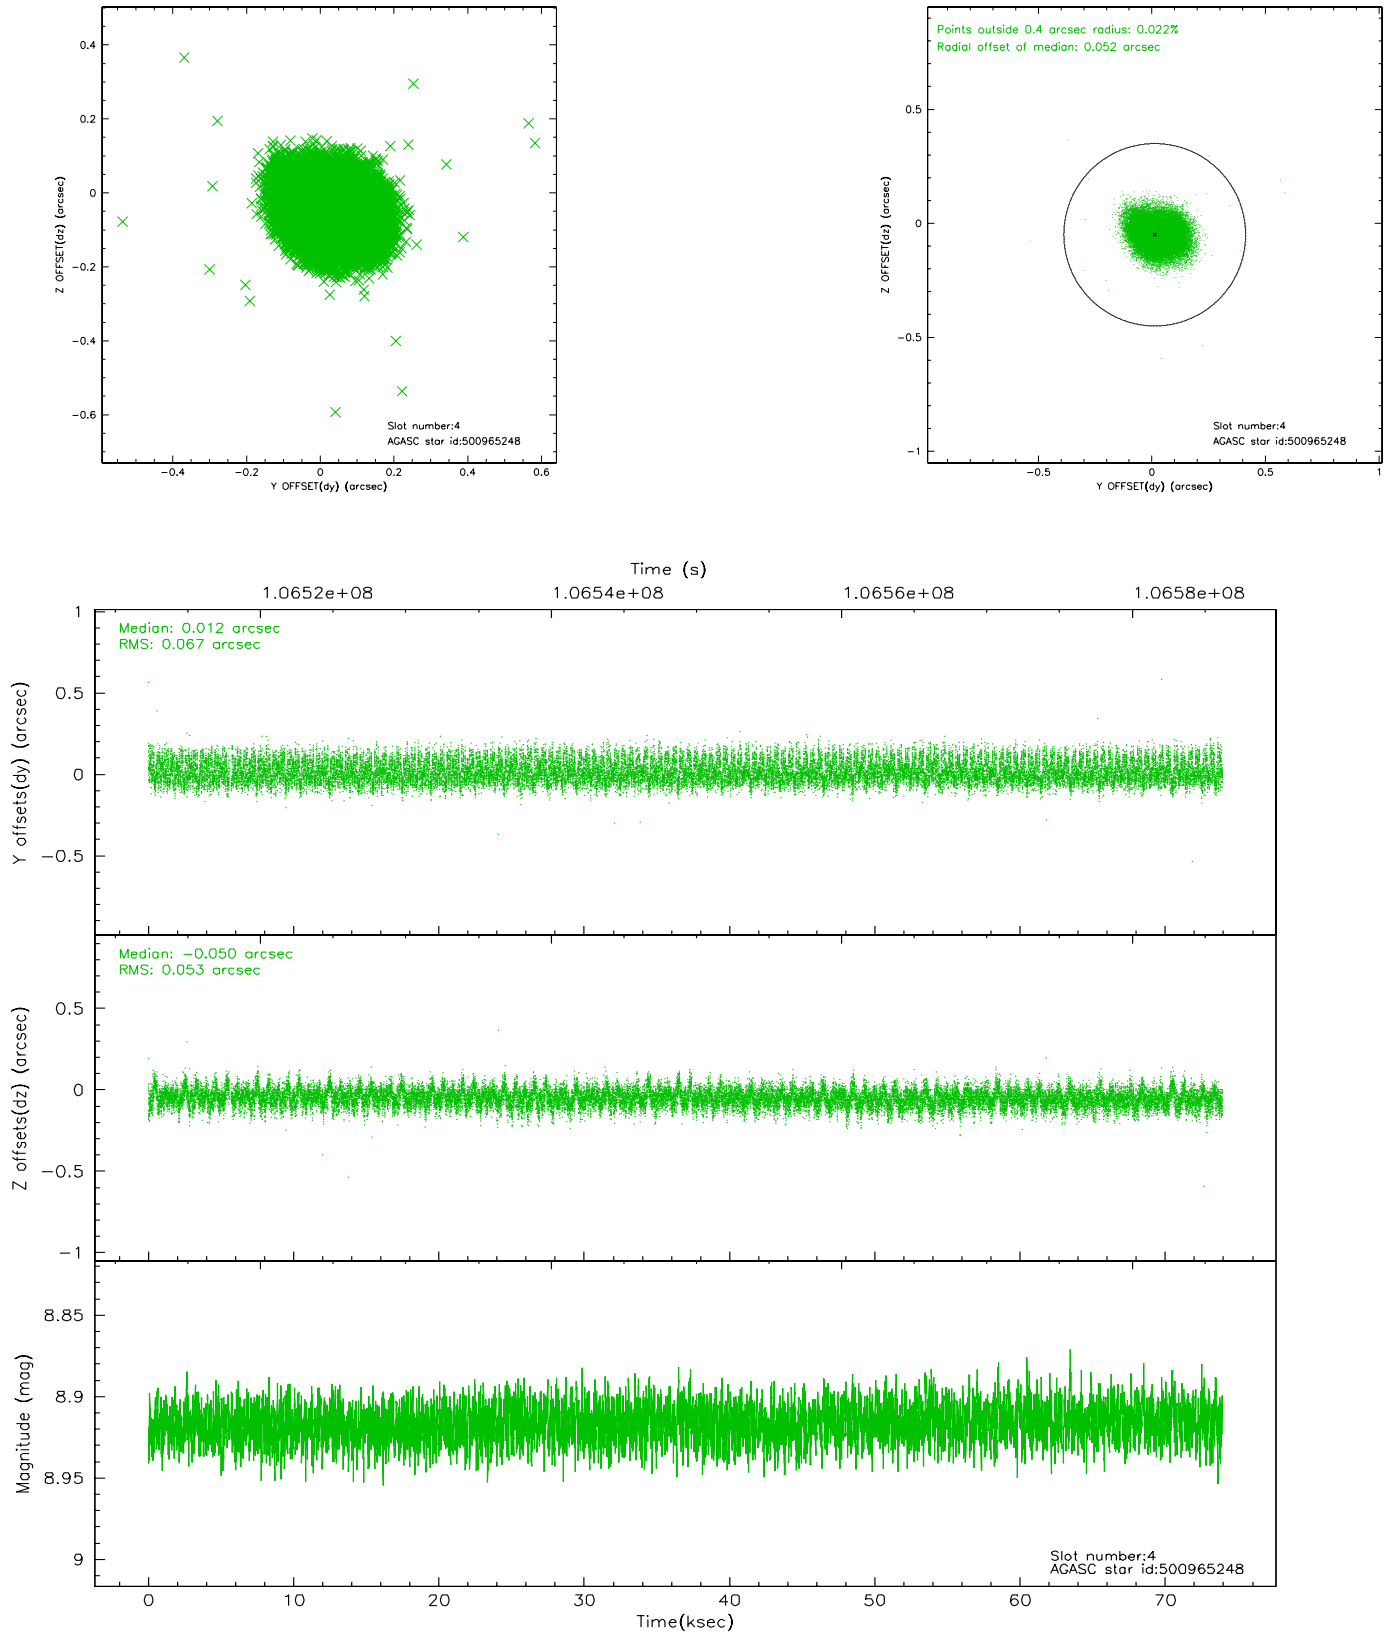 0.4
0.2
0
−0.2
−0.4
−0.6
Z OFFSET(dz) (arcsec)
Slot number:4
AGASC star id:500965248
−0.4 −0.2 0 0.2 0.4 0.6
Y OFFSET(dy) (arcsec)
Points outside 0.4 arcsec radius: 0.022%
Radial offset of median: 0.052 arcsec
0.5
0
−0.5
−1
Z OFFSET(dz) (arcsec)
Slot number:4
AGASC star id:500965248
−0.5 0 0.5 1
Y OFFSET(dy) (arcsec)
Time (s)
1.0652e+08 1.0654e+08 1.0656e+08 1.0658e+08
Median: 0.012 arcsec
RMS: 0.067 arcsec
1
0.5
0
−0.5
Y offsets(dy) (arcsec)
Median: −0.050 arcsec
RMS: 0.053 arcsec
0.5
0
−0.5
−1
Z offsets(dz) (arcsec)
8.85
8.9
8.95
9
Magnitude (mag)
Slot number:4
AGASC star id:500965248
0 10 20 30 40 50 60 70
Time(ksec)